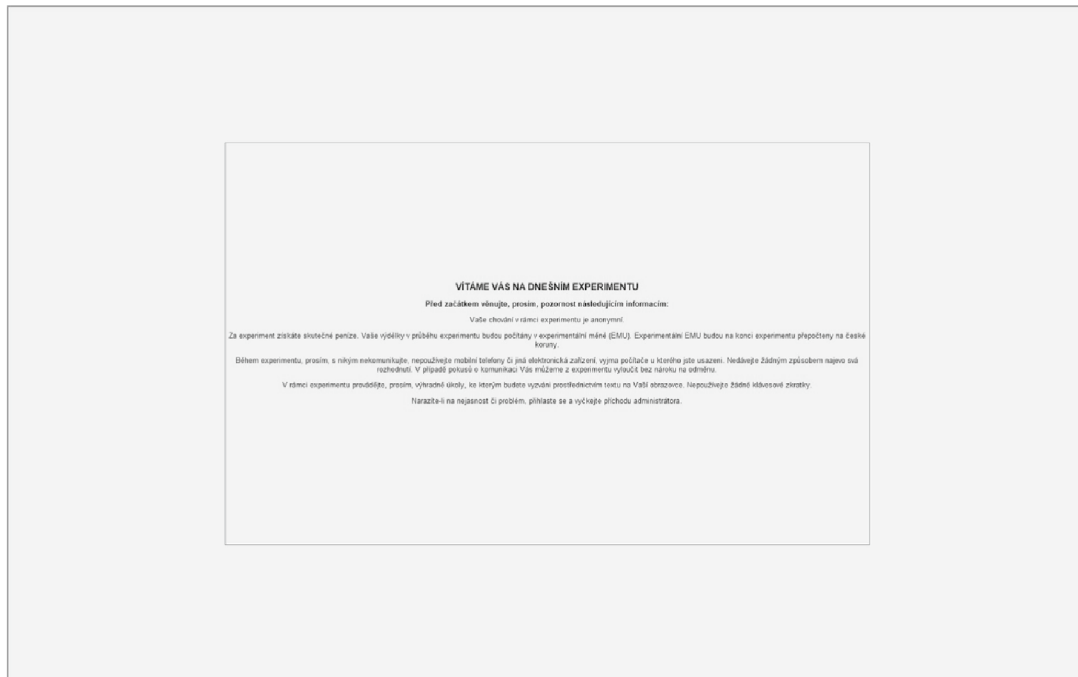 VÍTÁME VÁS NA DNEŠNÍM EXPERIMENTU
Před začátkem věnujte, prosím, pozornost následujícím informacím:
Vaše chování v rámci experimentu je anonymní.
Za experiment získáte skutečné peníze. Vaše výdělky v průběhu experimentu budou počítány v experimentální měně (EMU). Experimentální EMU budou na konci experimentu přepočteny na české
koruny.
Během experimentu, prosím, s nikým nekomunikujte, nepoužívejte mobilní telefony či jiná elektronická zařízení, vyjma počítače u kterého jste usazeni. Nedávejte žádným způsobem najevo svá
rozhodnutí. V případě pokusů o komunikaci Vás můžeme z experimentu vyloučit bez nároku na odměnu.
V rámci experimentu provádějte, prosím, výhradně úkoly, ke kterým budete vyzváni prostřednictvím textu na Vaší obrazovce. Nepoužívejte žádné klávesové zkratky.
Narazíte-li na nejasnost či problém, přihlaste se a vyčkejte příchodu administrátora.